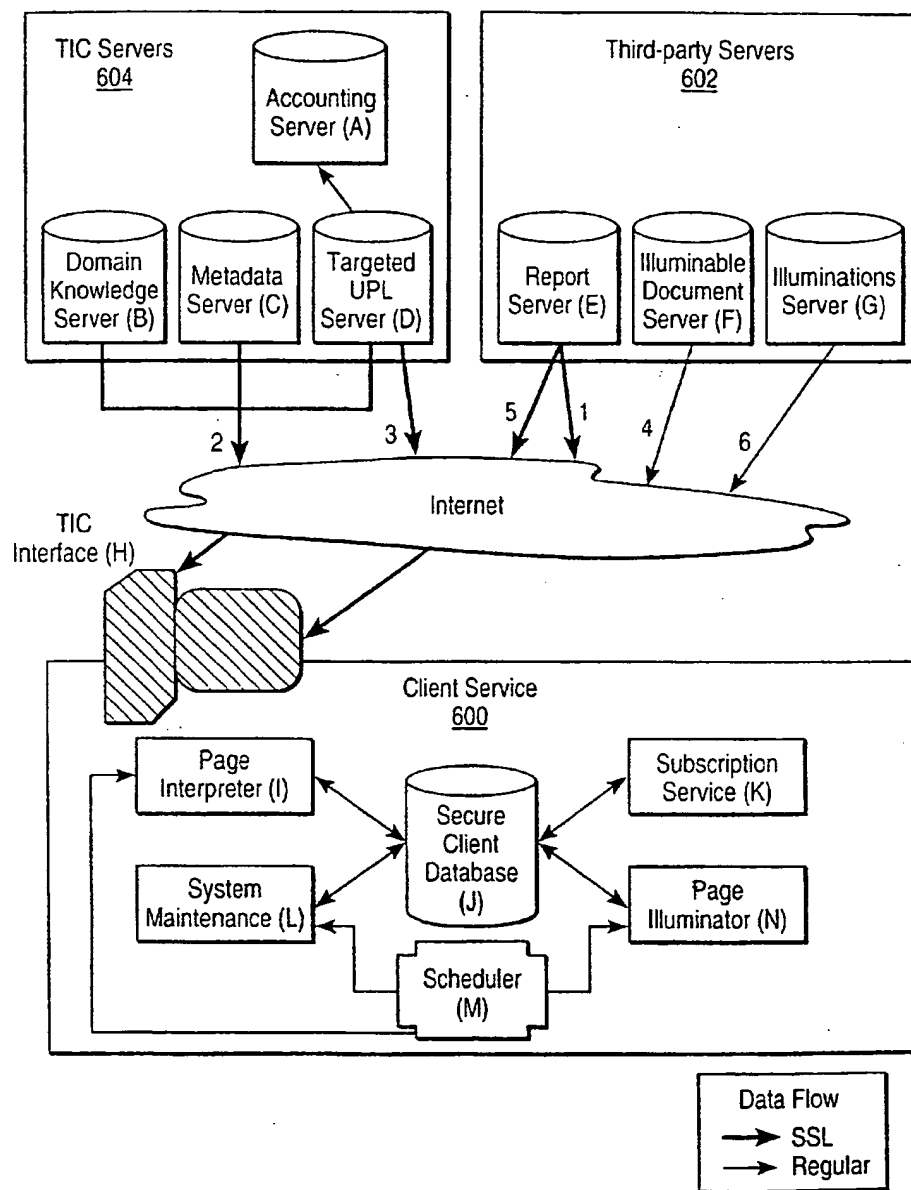 TIC Servers
604
Accounting
Server (A)
Domain
Knowledge
Server (B)
Metadata
Server (C)
Targeted
UPL
Server (D)
Third-party Servers
602
Report
Server (E)
Illuminable
Document
Server (F)
Illuminations
Server (G)
2
3
5
1
4
6
Internet
TIC
Interface (H)
Client Service
600
Page
Interpreter (I)
Secure
Client
Database
(J)
Subscription
Service (K)
System
Maintenance (L)
Page
Illuminator (N)
Scheduler
(M)
Data Flow
SSL
Regular